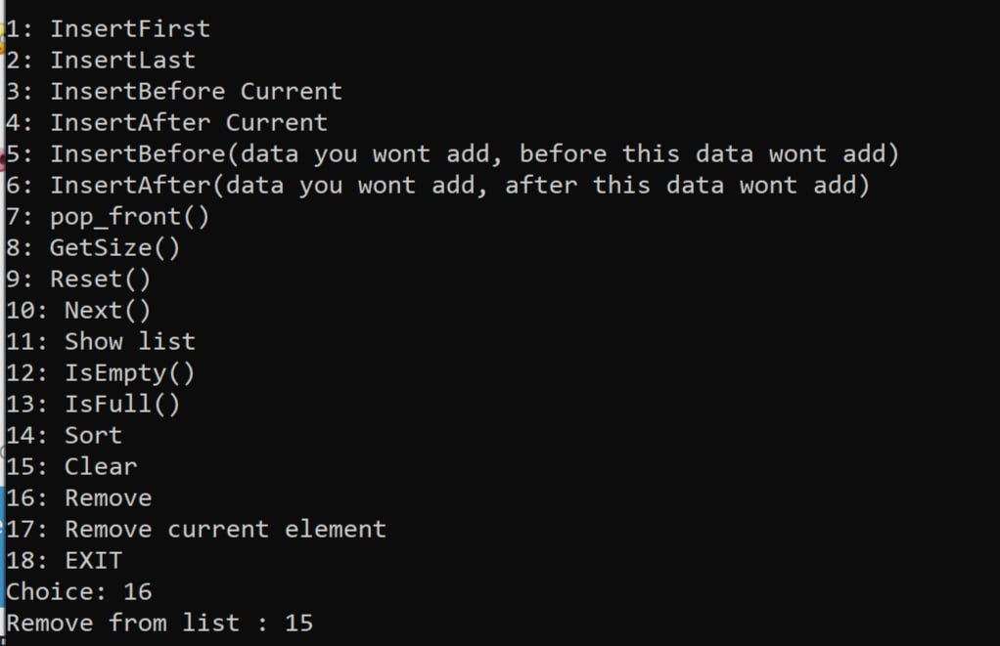 1: InsertFirst
2: InsertLast
3: InsertBefore Current
4: InsertAfter Current
5: InsertBefore(data you wont add, before this data wont add)
6: InsertAfter(data you wont add, after this data wont add)
7: pop_front()
8: GetSize()
9: Reset()
10: Next()
11: Show list
12: IsEmpty()
13: IsFull()
14: Sort
15: Clear
16: Remove
17: Remove current element
18: EXIT
Choice: 16
Remove from list : 15